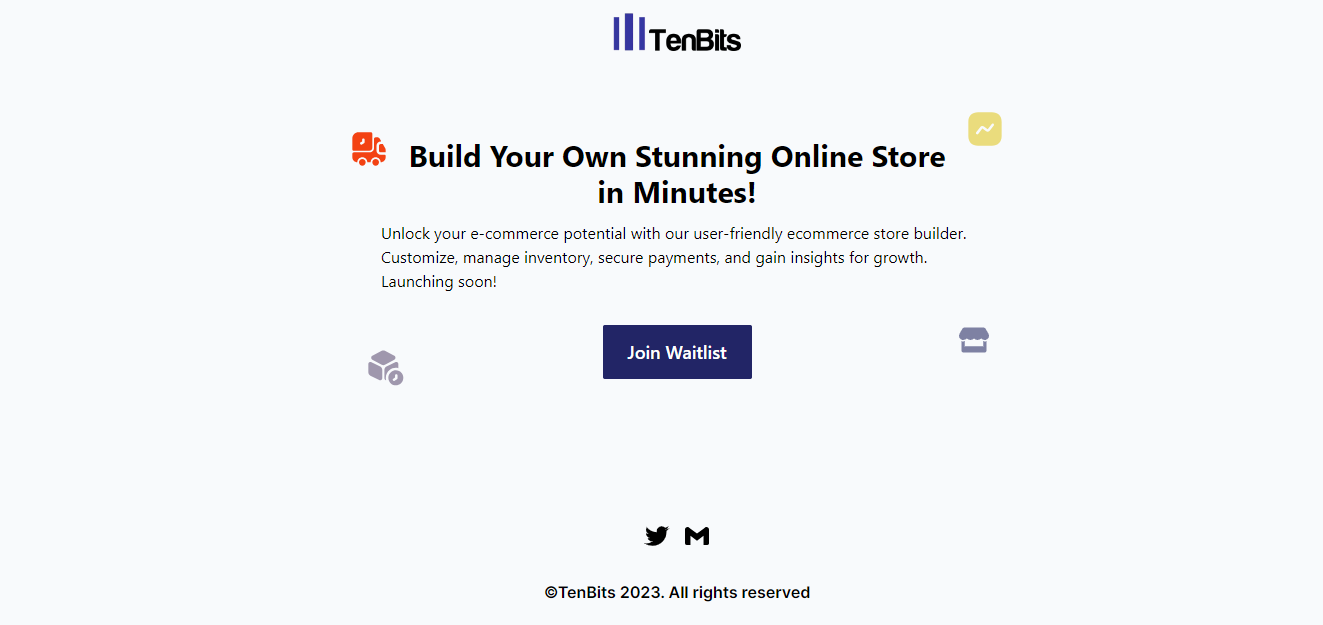 TenBits
Build Your Own Stunning Online Store
in Minutes!
Unlock your e-commerce potential with our user-friendly ecommerce store builder.
Customize, manage inventory, secure payments, and gain insights for growth.
Launching soon!
Join Waitlist
©TenBits 2023. All rights reserved